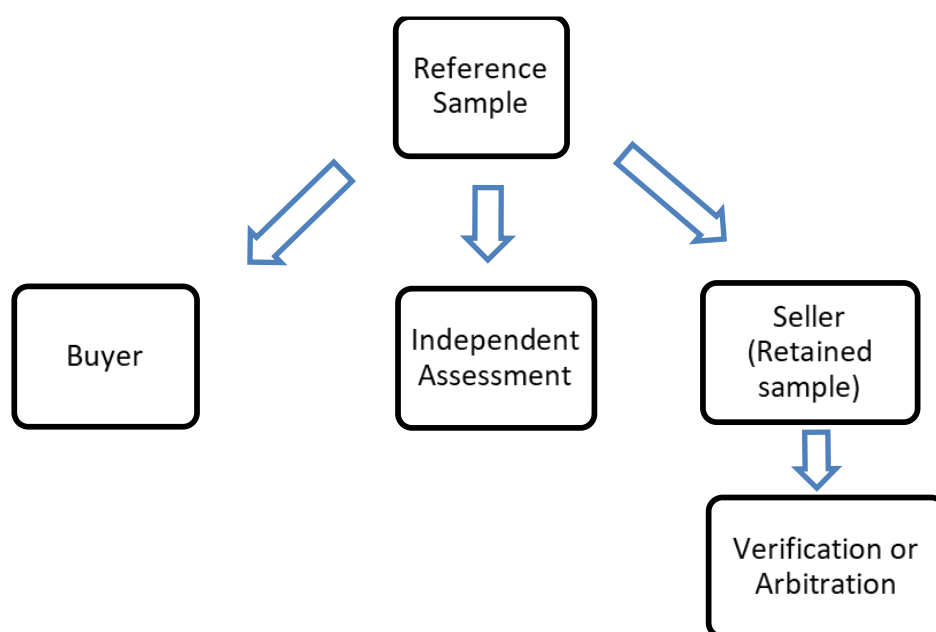 Reference
Sample
Buyer
Independent
Assessment
Seller
(Retained
sample)
Verification or
Arbitration